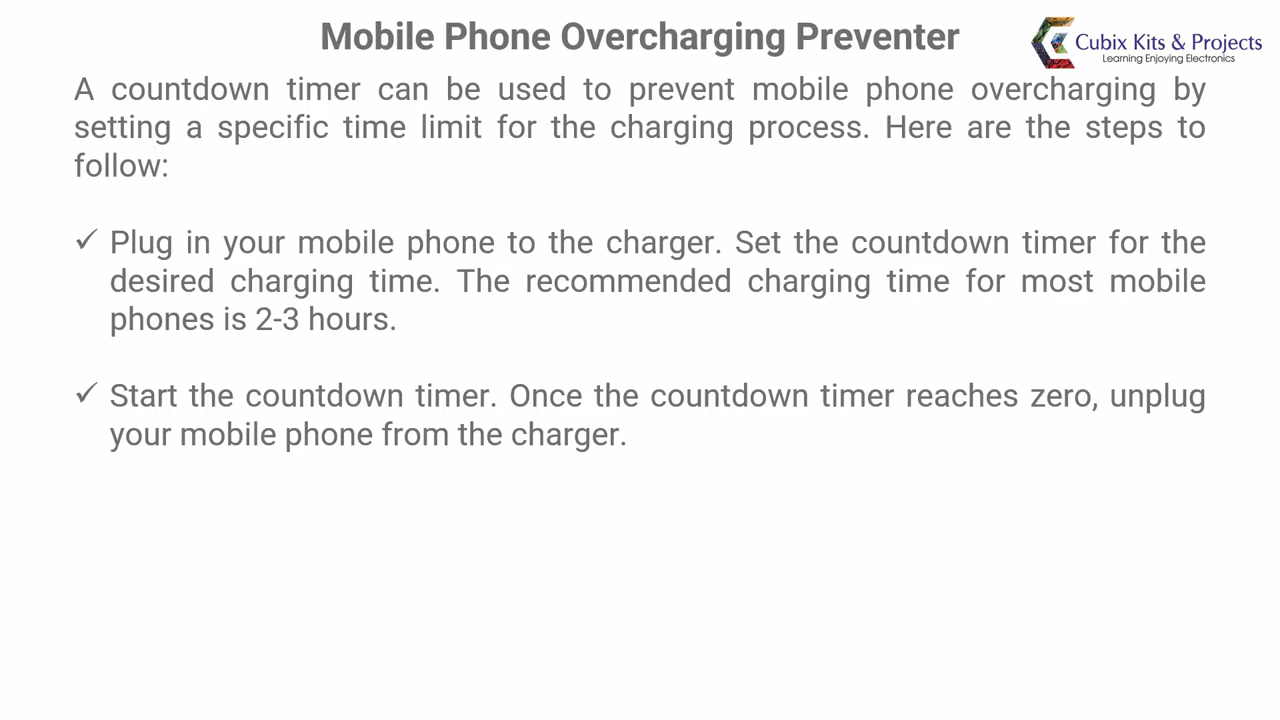 Mobile Phone Overcharging Preventer
Cubix Kits & Projects
Learning Enjoying Electronics
A countdown timer can be used to prevent mobile phone overcharging by
setting a specific time limit for the charging process. Here are the steps to
follow:
✓ Plug in your mobile phone to the charger. Set the countdown timer for the
desired charging time. The recommended charging time for most mobile
phones is 2-3 hours.
✓ Start the countdown timer. Once the countdown timer reaches zero, unplug
your mobile phone from the charger.